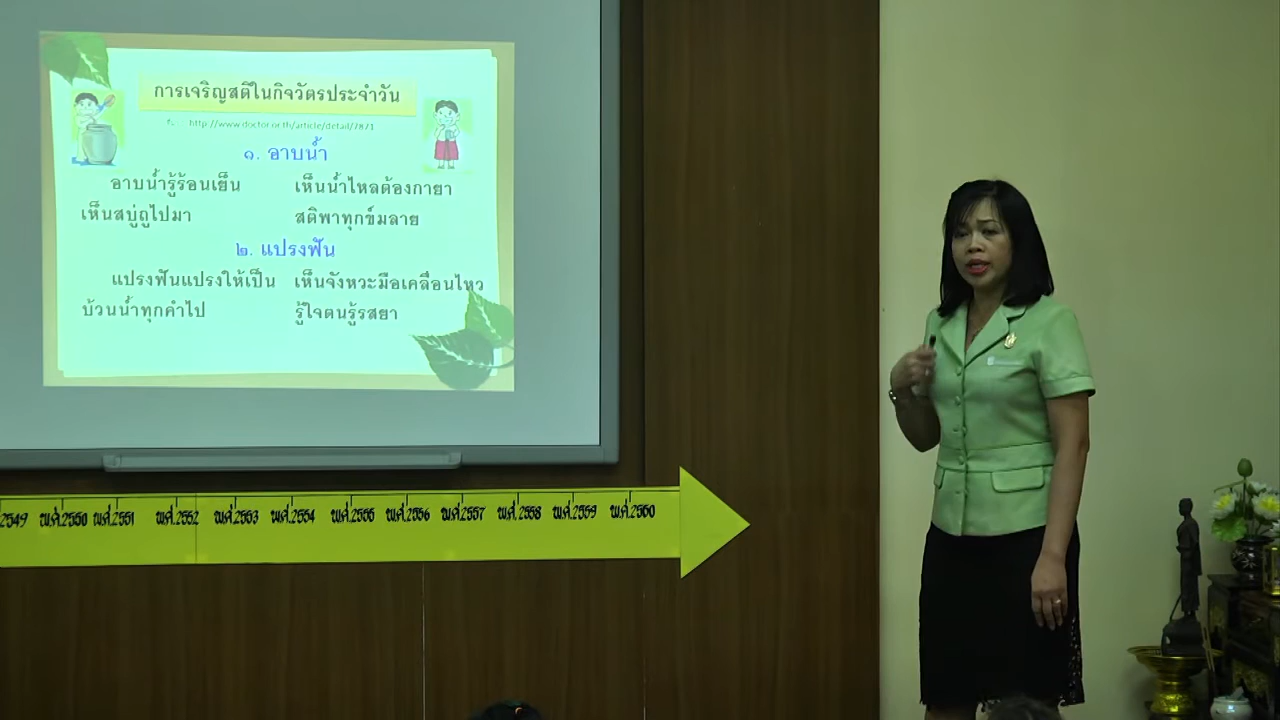 การเจริญสติในกิจวัตรประจำวัน
http://www.doctor.or.th/article/detail/7871
๑. อาบน้ำ
อาบน้ำรู้ร้อนเย็น เห็นน้ำไหลต้องกายา
เห็นสบู่ถูไปมา สติพาทุกข์มลาย
๒. แปรงฟัน
แปรงฟันแปรงให้เป็น เห็นจังหวะมือเคลื่อนไหว
บ้วนน้ำทุกคำไป รู้ใจตนรู้รสยา
2549 พ.ศ.2550 พ.ศ.2551 พ.ศ.2552 พ.ศ.2553 พ.ศ.2554 พ.ศ.2555 พ.ศ.2556 พ.ศ.2557 พ.ศ.2558 พ.ศ.2559 พ.ศ.2560